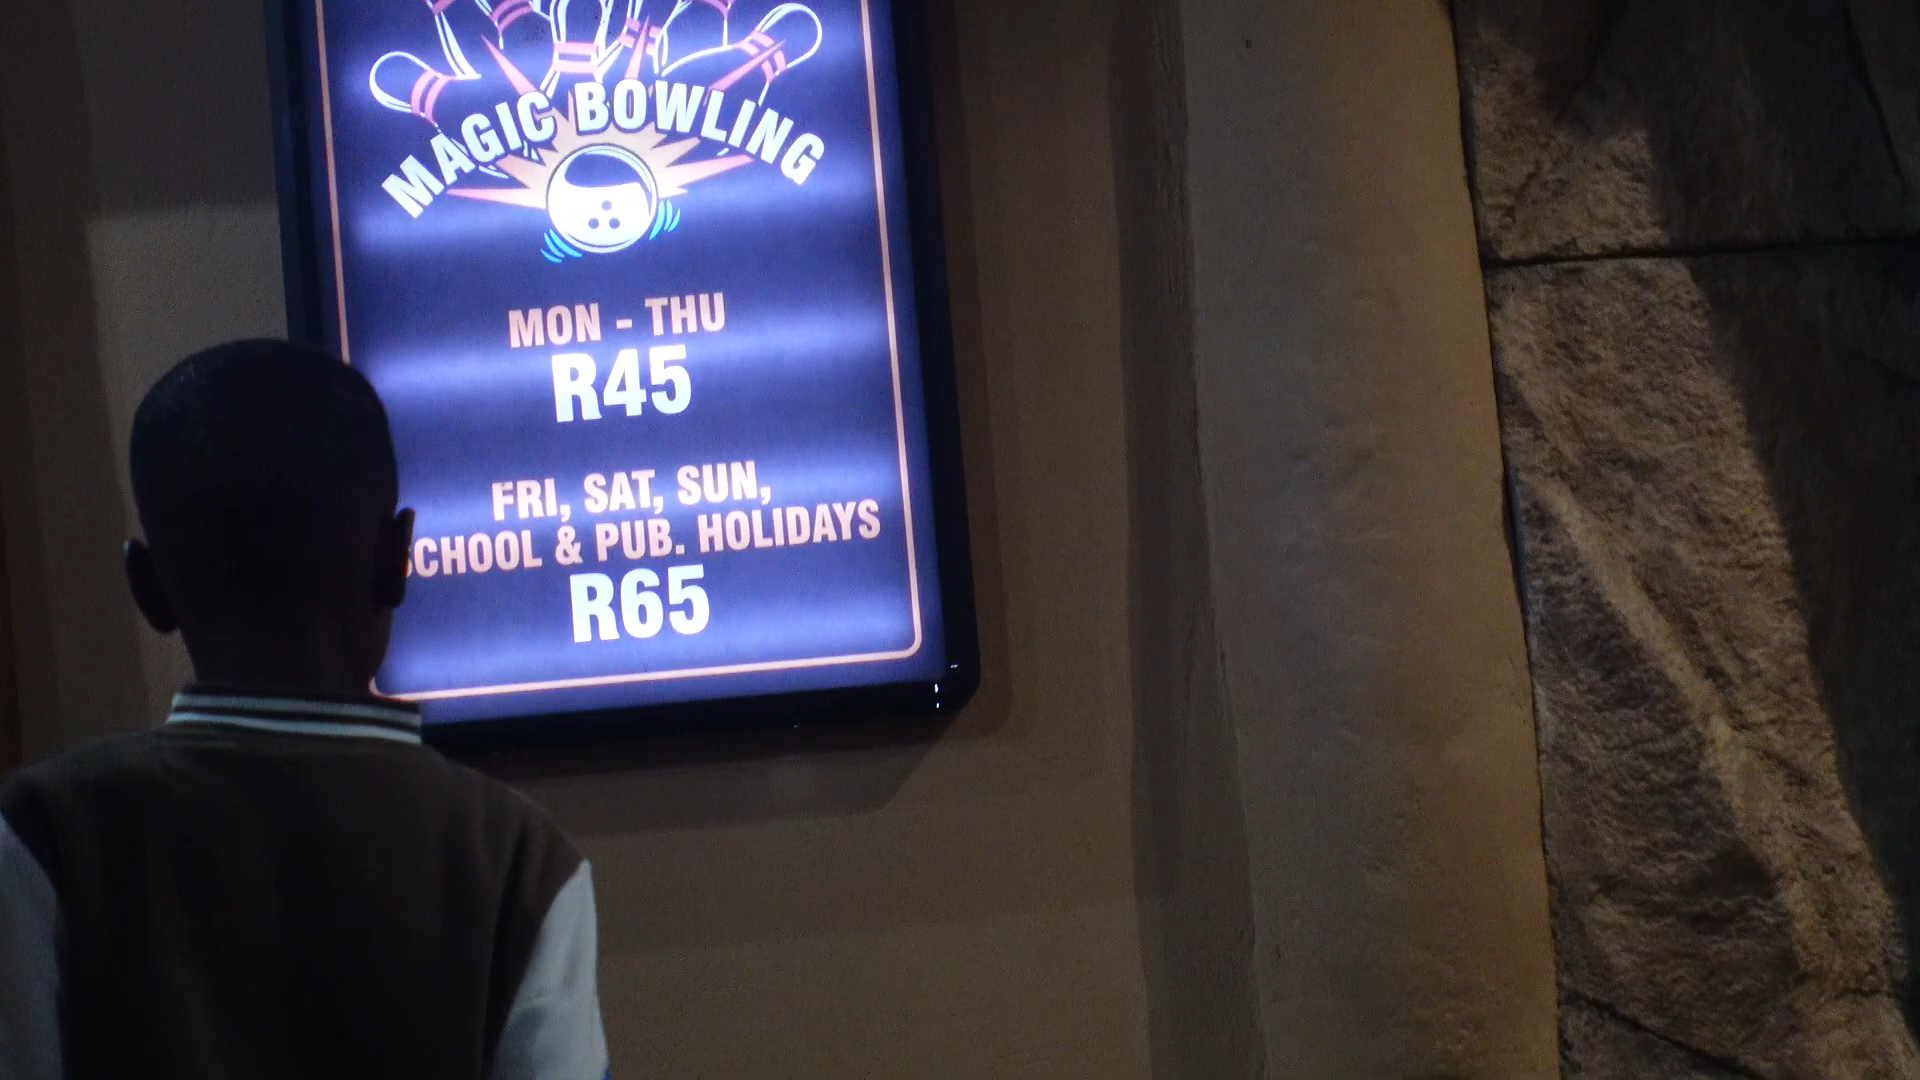 MAGIC BOWLING
MON - THU
R45
FRI, SAT, SUN,
SCHOOL & PUB. HOLIDAYS
R65